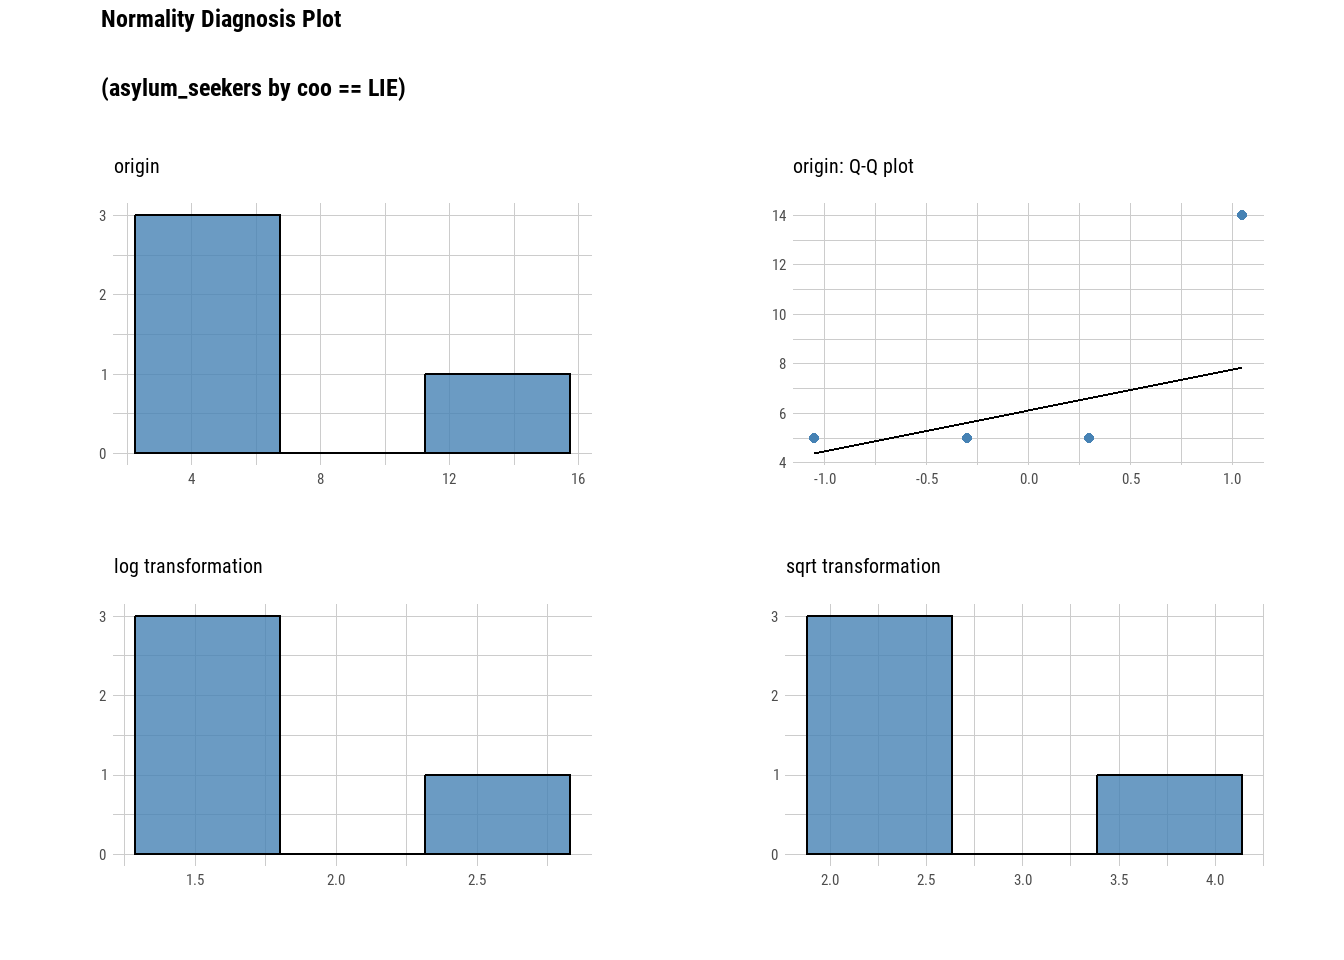 Normality Diagnosis Plot
(asylum_seekers by coo == LIE)
origin
3
2
1
0
4 8 12 16
origin: Q-Q plot
14
12
10
8
6
4
-1.0 -0.5 0.0 0.5 1.0
log transformation
3
2
1
0
1.5 2.0 2.5
sqrt transformation
3
2
1
0
2.0 2.5 3.0 3.5 4.0